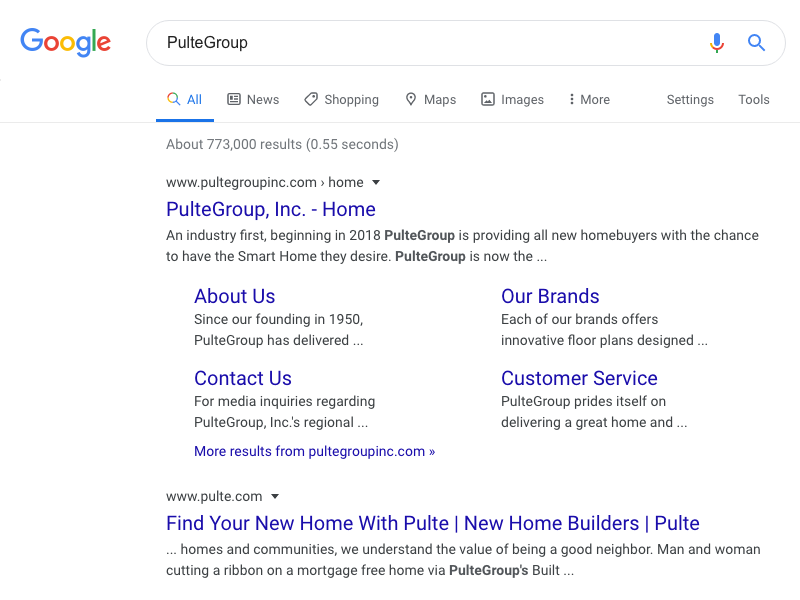 Google
PulteGroup
All News Shopping Maps Images More Settings Tools
About 773,000 results (0.55 seconds)
www.pultegroupinc.com › home
PulteGroup, Inc. - Home
An industry first, beginning in 2018 PulteGroup is providing all new homebuyers with the chance
to have the Smart Home they desire. PulteGroup is now the ...
About Us
Since our founding in 1950,
PulteGroup has delivered ...
Our Brands
Each of our brands offers
innovative floor plans designed ...
Contact Us
For media inquiries regarding
PulteGroup, Inc.'s regional ...
Customer Service
PulteGroup prides itself on
delivering a great home and ...
More results from pultegroupinc.com »
www.pulte.com
Find Your New Home With Pulte | New Home Builders | Pulte
... homes and communities, we understand the value of being a good neighbor. Man and woman
cutting a ribbon on a mortgage free home via PulteGroup's Built ...